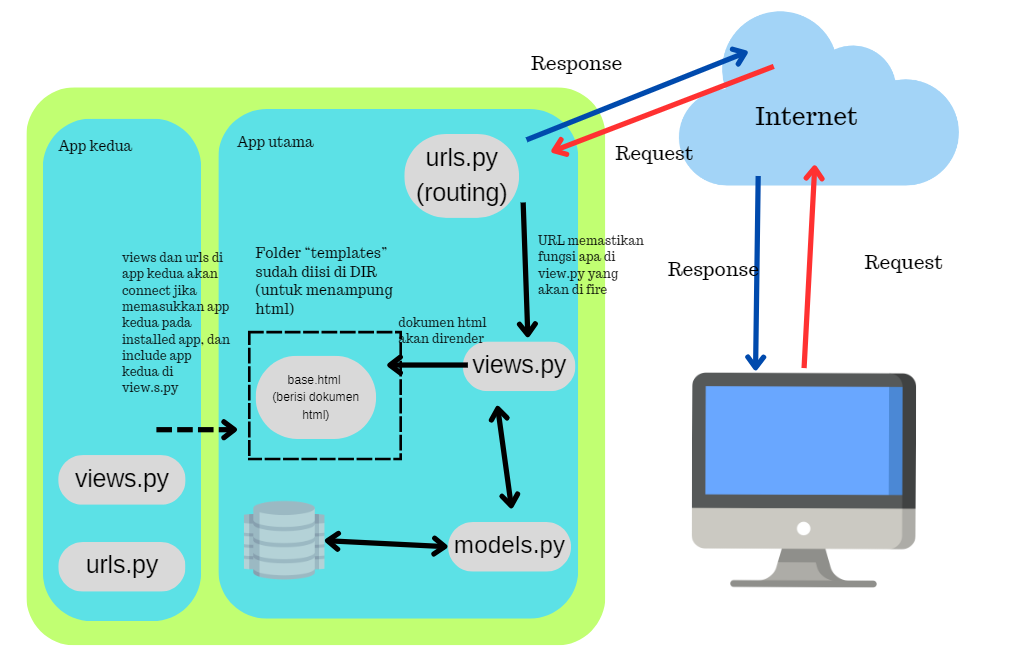 Response
Internet
Request
App kedua
App utama
urls.py
(routing)
URL memastikan
fungsi apa di
view.py yang
akan di fire
Folder “templates”
sudah diisi di DIR
(untuk menampung
html)
views dan urls di
app kedua akan
connect jika
memasukkan app
kedua pada
installed app, dan
include app
kedua di
view.s.py
Response
Request
dokumen html
akan dirender
views.py
base.html
(berisi dokumen
html)
views.py
urls.py
models.py